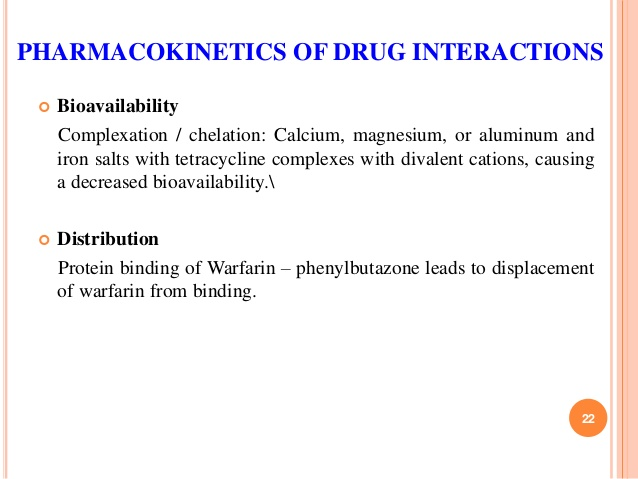 PHARMACOKINETICS OF DRUG INTERACTIONS
Bioavailability
Complexation / chelation: Calcium, magnesium, or aluminum and
iron salts with tetracycline complexes with divalent cations, causing
a decreased bioavailability.\
Distribution
Protein binding of Warfarin – phenylbutazone leads to displacement
of warfarin from binding.
22